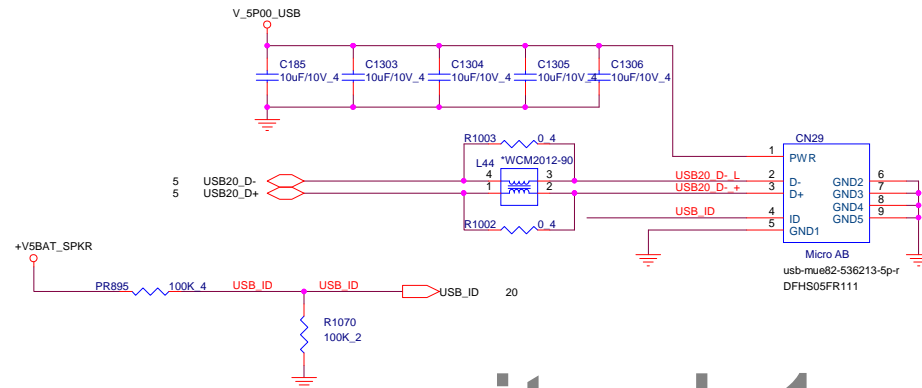 V_5P00_USB
C185
10uF/10V_4
C1303
10uF/10V_4
C1304
10uF/10V_4
C1305
10uF/10V_4
C1306
10uF/10V_4
R1003
0_4
CN29
L44
*WCM2012-90
1
PWR
5
USB20_D-
4
3
USB20_D-_L
2
D-
GND2
6
5
USB20_D+
1
2
USB20_D-_+
3
D+
GND3
7
GND4
8
USB_ID
4
ID
GND5
9
R1002
0_4
5
GND1
+V5BAT_SPKR
Micro AB
usb-mue82-536213-5p-r
DFHS05FR111
PR895
100K_4
USB_ID
USB_ID
USB_ID
20
R1070
100K_2